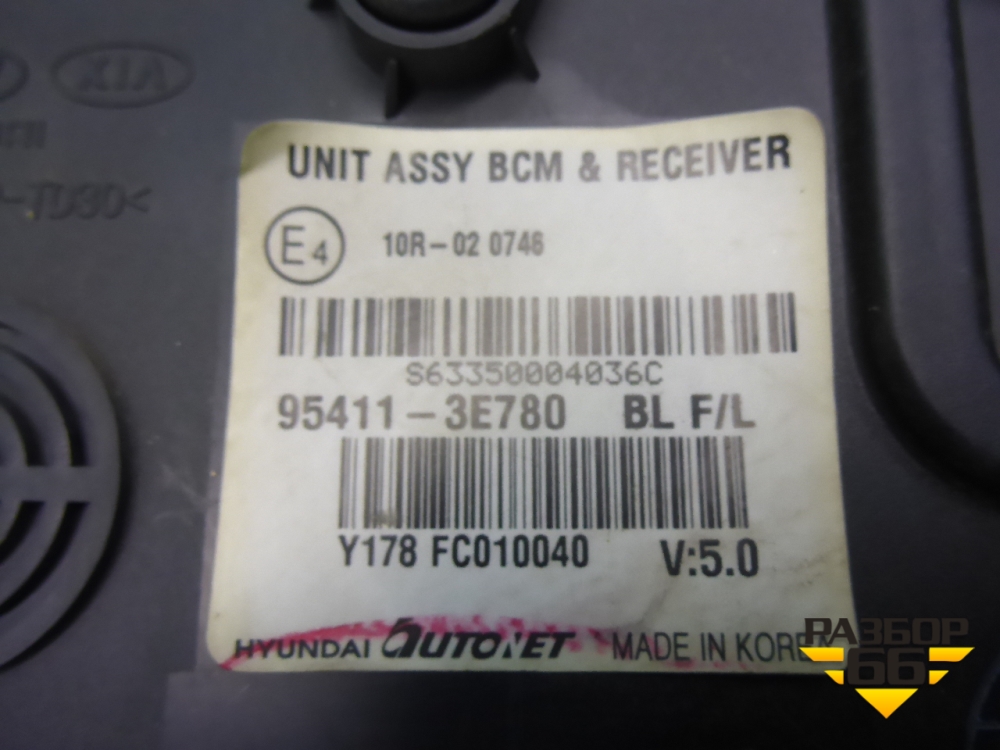 KIA
UNIT ASSY BCM & RECEIVER
E4
10R-02 0746
S63350004036C
95411-3E780 BL F/L
Y178 FC010040 V:5.0
HYUNDAI AUTONET MADE IN KOREA
РАЗБОР
66